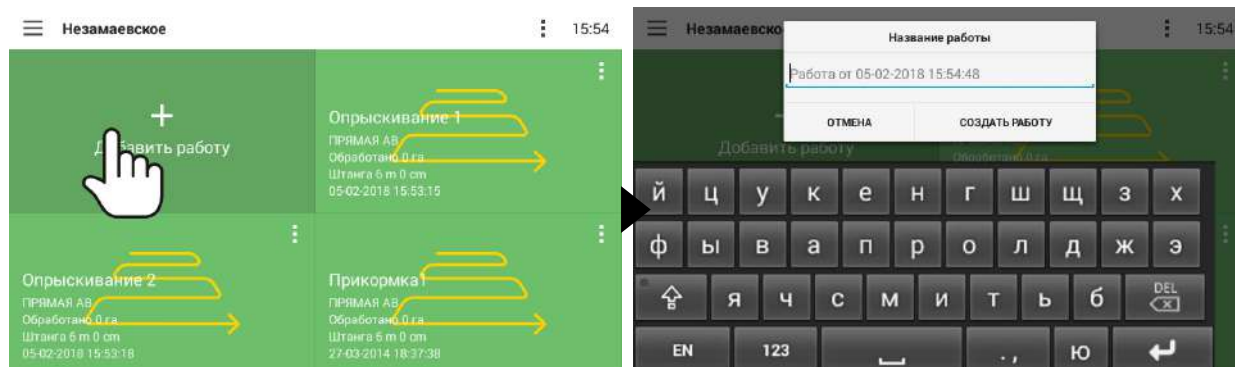 Незамаевское
15:54
Добавить работу
Опрыскивание 1
ПРЯМАЯ АВ
Обработано 0 га
Штанга 6 m 0 cm
05-02-2018 15:53:15
Опрыскивание 2
ПРЯМАЯ АВ
Обработано 0 га
Штанга 6 m 0 cm
05-02-2018 15:53:18
Прикормка1
ПРЯМАЯ АВ
Обработано 0 га
Штанга 6 m 0 cm
27-03-2014 18:37:38
Незамаевско
15:54
Название работы
Работа от 05-02-2018 15:54:48
ОТМЕНА СОЗДАТЬ РАБОТУ
Добавить работу
Обработано 0 га
й ц у к е н г ш щ з х
ф ы в а п р о л д ж э
я ч с м и т ь б DEL
EN 123 . , ю